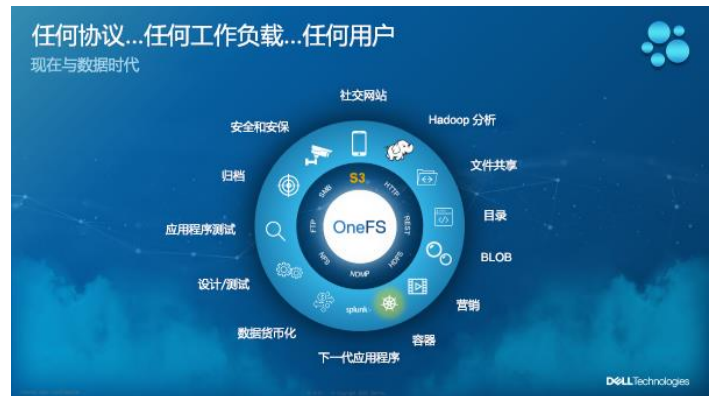 任何协议...任何工作负载...任何用户
现在与数据时代
社交网站
安全和安保
Hadoop 分析
归档
文件共享
S3
SMB
HTTP
应用程序测试
FTP
OneFS
REST
目录
NFS
HDFS
BLOB
NDMP
设计/测试
splunk>
营销
数据货币化
容器
下一代应用程序
DELLTechnologies